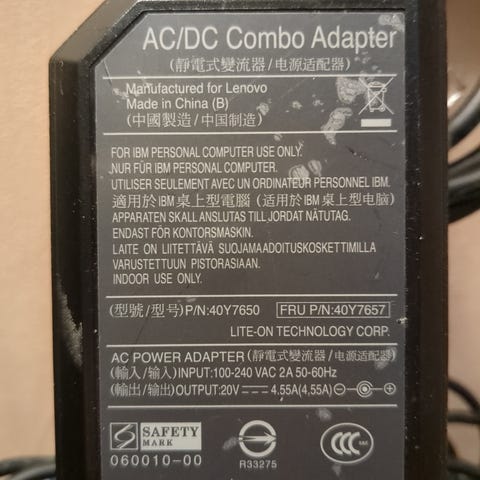 AC/DC Combo Adapter
(靜電式變流器/电源适配器)
Manufactured for Lenovo
Made in China (B)
(中國製造/中国制造)
FOR IBM PERSONAL COMPUTER USE ONLY.
NUR FÜR IBM PERSONAL COMPUTER.
UTILISER SEULEMENT AVEC UN ORDINATEUR PERSONNEL IBM.
適用於IBM桌上型電腦 (适用於IBM桌上型电脑)
APPARATEN SKALL ANSLUTAS TILL JORDAT NÄTUTAG.
ENDAST FÖR KONTORSMASKIN.
LAITE ON LIITETTÄVÄ SUOJAMAADOITUSKOSKETTIMILLA
VARUSTETTUUN PISTORASIAAN.
INDOOR USE ONLY.
(型號/型号)P/N:40Y7650 FRU P/N:40Y7657
LITE-ON TECHNOLOGY CORP.
AC POWER ADAPTER (靜電式變流器/电源适配器)
(輸入/输入)INPUT:100-240 VAC 2A 50-60Hz
(輸出/输出)OUTPUT:20V 4.55A(4.55A)
S SAFETY
MARK
060010-00
R33275
CCC